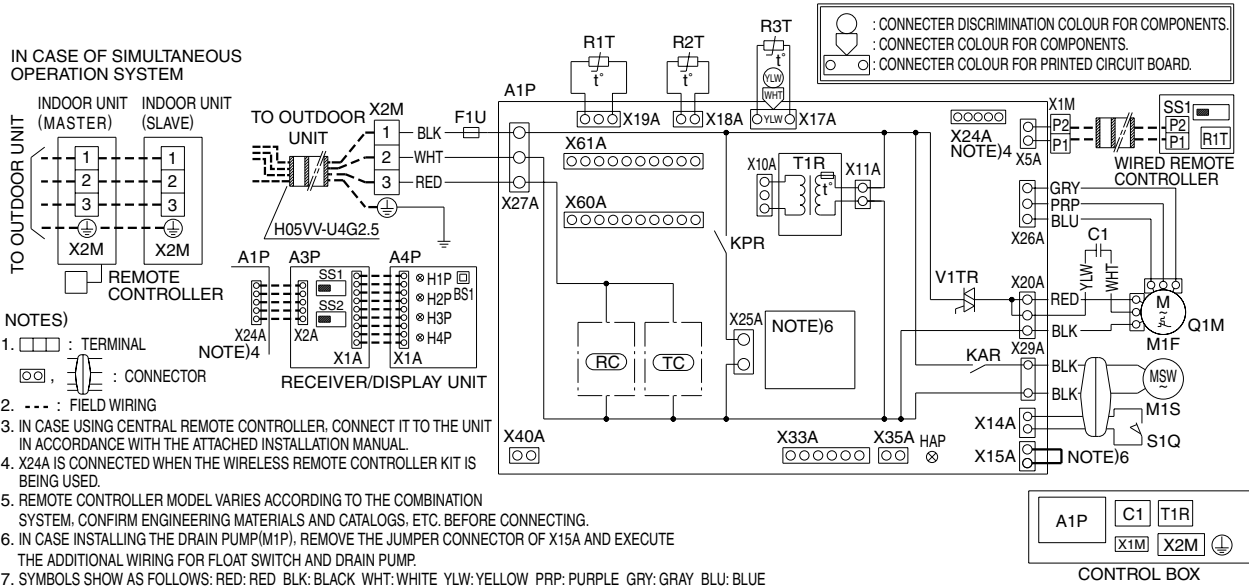 IN CASE OF SIMULTANEOUS
OPERATION SYSTEM
INDOOR UNIT
(MASTER)
INDOOR UNIT
(SLAVE)
TO OUTDOOR UNIT
1
2
3
X2M
1
2
3
X2M
REMOTE
CONTROLLER
TO OUTDOOR
UNIT
X2M
1
2
3
BLK
WHT
RED
F1U
H05VV-U4G2.5
A1P
X24A
NOTE)4
A3P
SS1
SS2
X2A
X1A
A4P
H1P
H2P
H3P
H4P
BS1
X1A
RECEIVER/DISPLAY UNIT
A1P
X27A
R1T
t°
X19A
R2T
t°
X18A
R3T
t°
YLW
WHT
YLW
X17A
X61A
X60A
X10A
T1R
t°
X11A
KPR
RC
TC
X25A
NOTE)6
V1TR
KAR
X40A
X33A
X35A
HAP
X24A
NOTE)4
X5A
X1M
P2
P1
SS1
P2
P1
R1T
WIRED REMOTE
CONTROLLER
GRY
PRP
BLU
X26A
C1
YLW
WHT
X20A
RED
BLK
M
~
Q1M
M1F
X29A
BLK
BLK
MSW
~
M1S
X14A
S1Q
X15A
NOTE)6
: CONNECTER DISCRIMINATION COLOUR FOR COMPONENTS.
: CONNECTER COLOUR FOR COMPONENTS.
: CONNECTER COLOUR FOR PRINTED CIRCUIT BOARD.
NOTES)
1. : TERMINAL
, : CONNECTOR
2. ---- : FIELD WIRING
3. IN CASE USING CENTRAL REMOTE CONTROLLER, CONNECT IT TO THE UNIT
IN ACCORDANCE WITH THE ATTACHED INSTALLATION MANUAL.
4. X24A IS CONNECTED WHEN THE WIRELESS REMOTE CONTROLLER KIT IS
BEING USED.
5. REMOTE CONTROLLER MODEL VARIES ACCORDING TO THE COMBINATION
SYSTEM, CONFIRM ENGINEERING MATERIALS AND CATALOGS, ETC. BEFORE CONNECTING.
6. IN CASE INSTALLING THE DRAIN PUMP(M1P), REMOVE THE JUMPER CONNECTOR OF X15A AND EXECUTE
THE ADDITIONAL WIRING FOR FLOAT SWITCH AND DRAIN PUMP.
7. SYMBOLS SHOW AS FOLLOWS: RED: RED BLK: BLACK WHT: WHITE YLW: YELLOW PRP: PURPLE GRY: GRAY BLU: BLUE
A1P
C1
T1R
X1M
X2M
CONTROL BOX